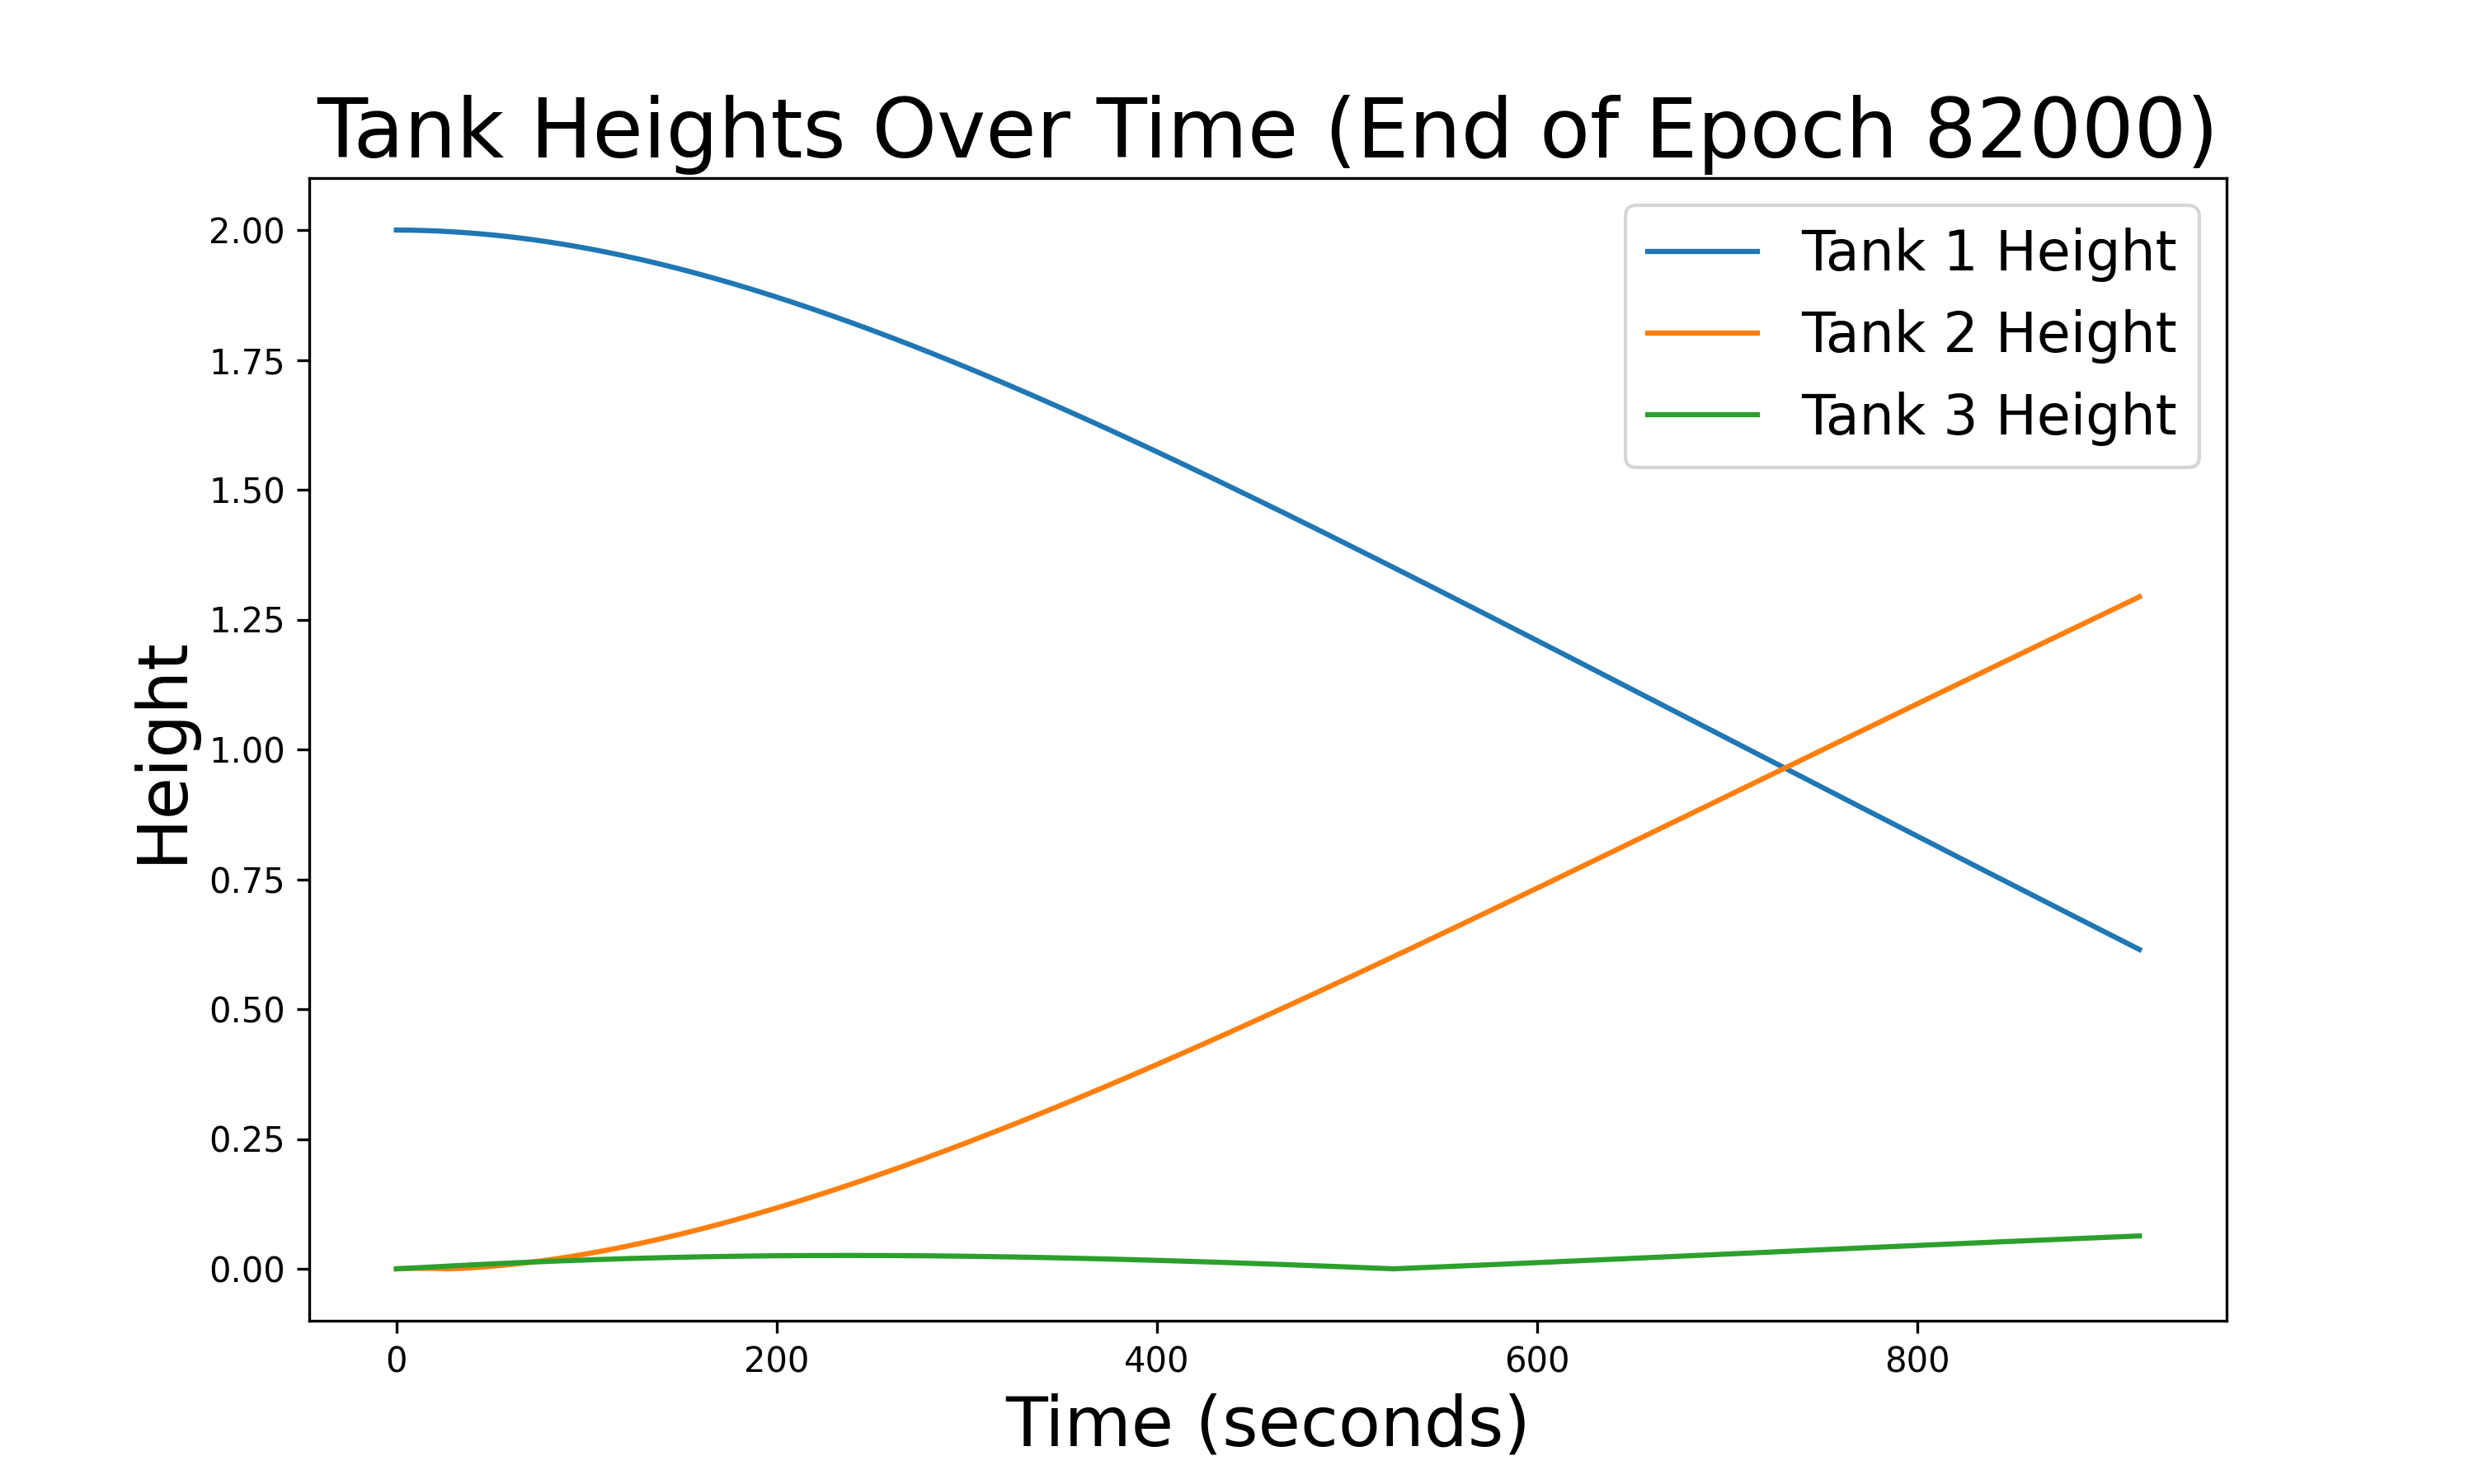 Tank Heights Over Time (End of Epoch 82000)
Tank 1 Height
Tank 2 Height
Tank 3 Height
Height
2.00
1.75
1.50
1.25
1.00
0.75
0.50
0.25
0.00
0 200 400 600 800
Time (seconds)